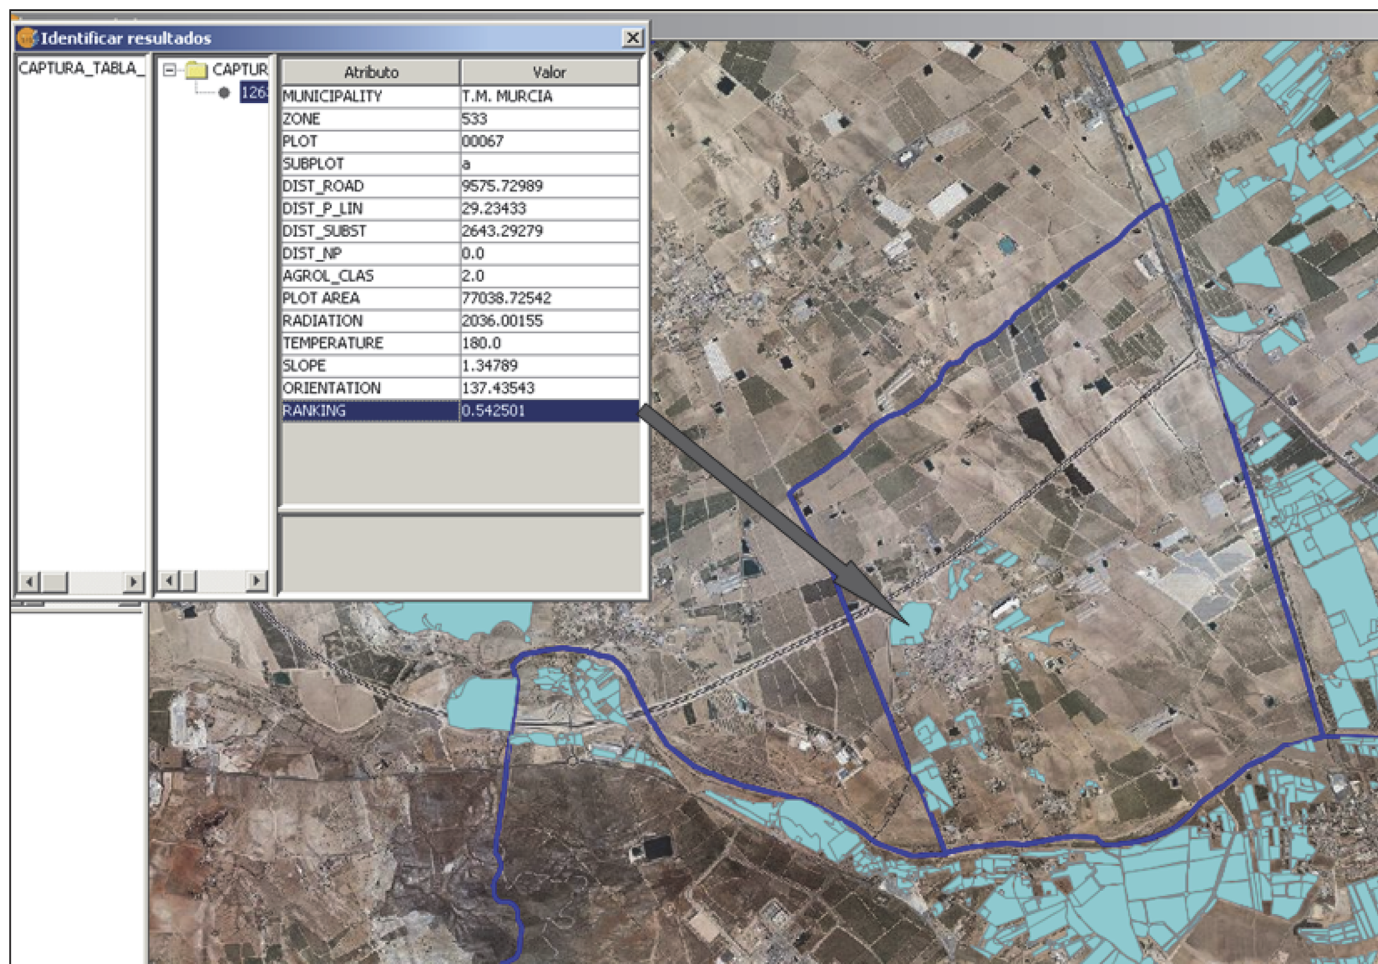 Identificar resultados
CAPTURA_TABLA_
CAPTUR
126
Atributo Valor
MUNICIPALITY T.M. MURCIA
ZONE 533
PLOT 00067
SUBPLOT a
DIST_ROAD 9575.72989
DIST_P_LIN 29.23433
DIST_SUBST 2643.29279
DIST_NP 0.0
AGROL_CLAS 2.0
PLOT AREA 77038.72542
RADIATION 2036.00155
TEMPERATURE 180.0
SLOPE 1.34789
ORIENTATION 137.43543
RANKING 0.542501